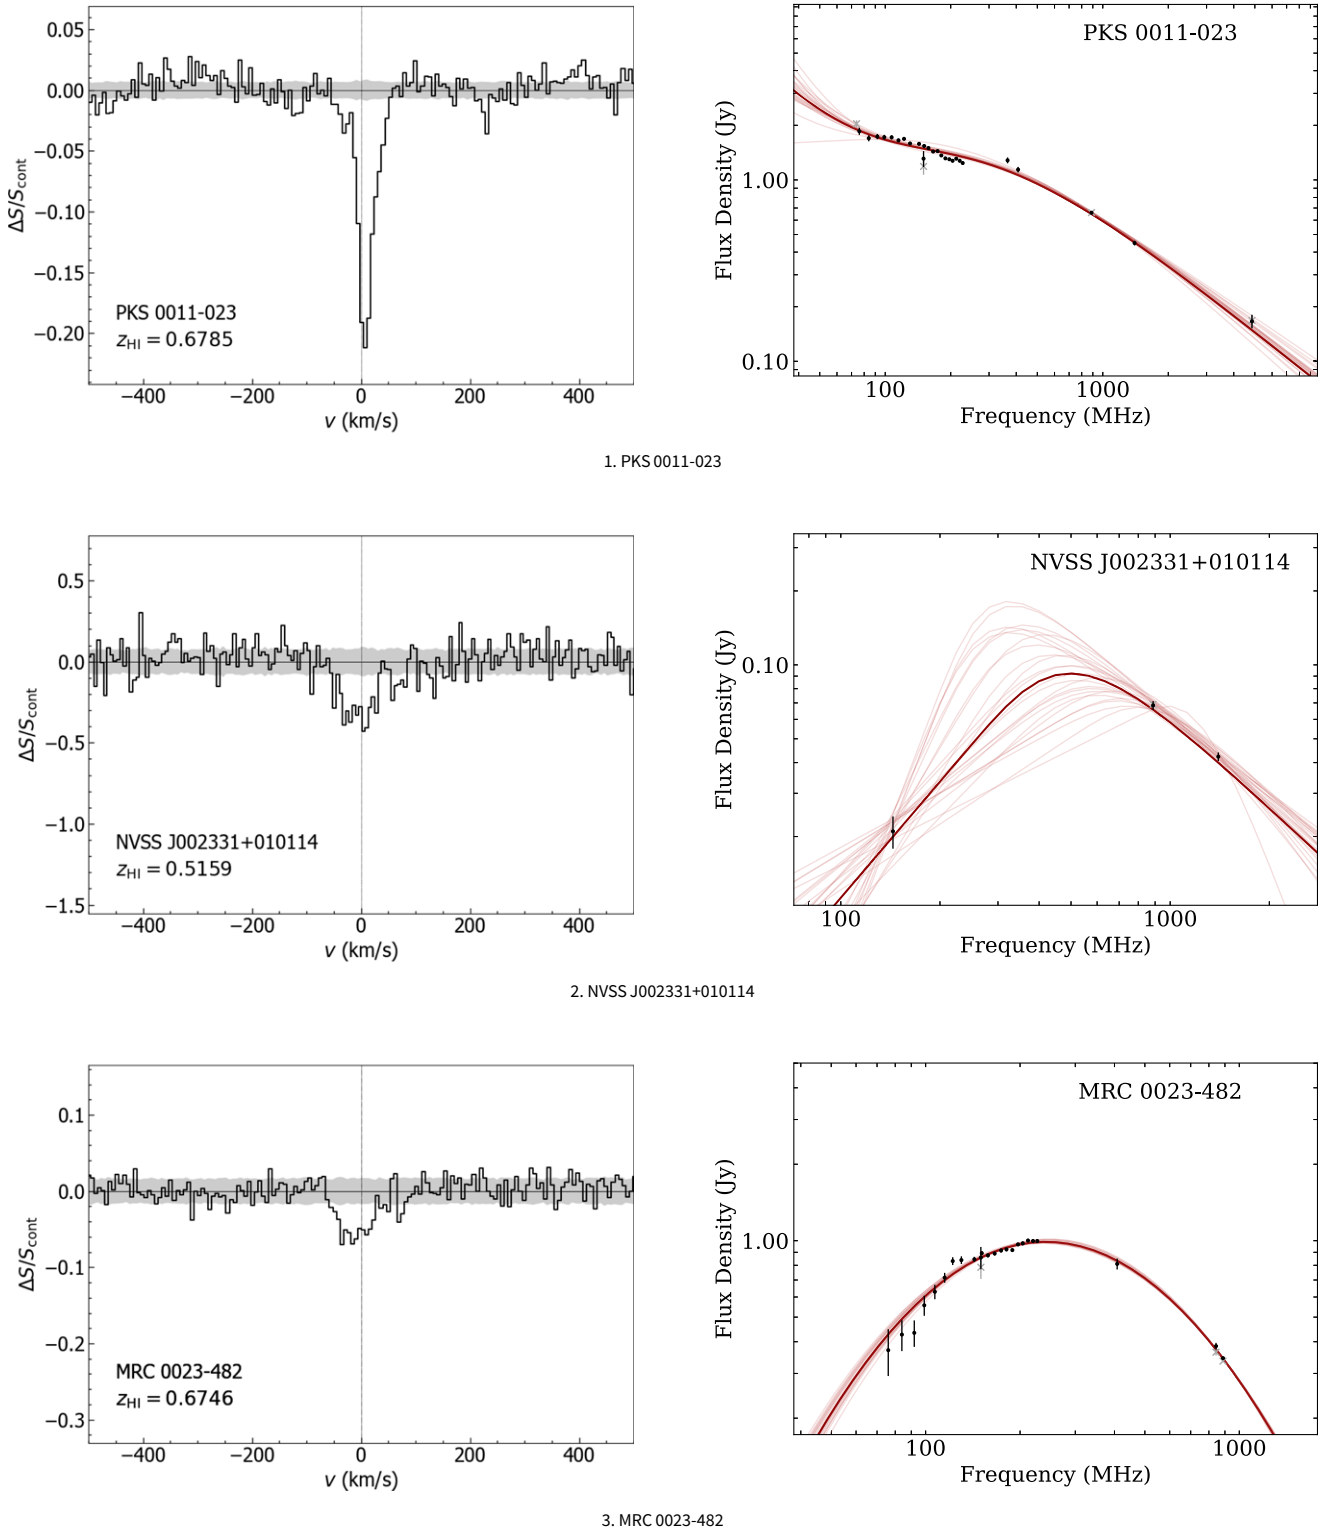 0.05
0.00
−0.05
−0.10
−0.15
−0.20
ΔS/S_cont
PKS 0011-023
z_HI = 0.6785
−400 −200 0 200 400
v (km/s)
PKS 0011-023
1.00
0.10
Flux Density (Jy)
100 1000
Frequency (MHz)
1. PKS 0011-023
0.5
0.0
−0.5
−1.0
−1.5
ΔS/S_cont
NVSS J002331+010114
z_HI = 0.5159
−400 −200 0 200 400
v (km/s)
NVSS J002331+010114
0.10
Flux Density (Jy)
100 1000
Frequency (MHz)
2. NVSS J002331+010114
0.1
0.0
−0.1
−0.2
−0.3
ΔS/S_cont
MRC 0023-482
z_HI = 0.6746
−400 −200 0 200 400
v (km/s)
MRC 0023-482
1.00
Flux Density (Jy)
100 1000
Frequency (MHz)
3. MRC 0023-482